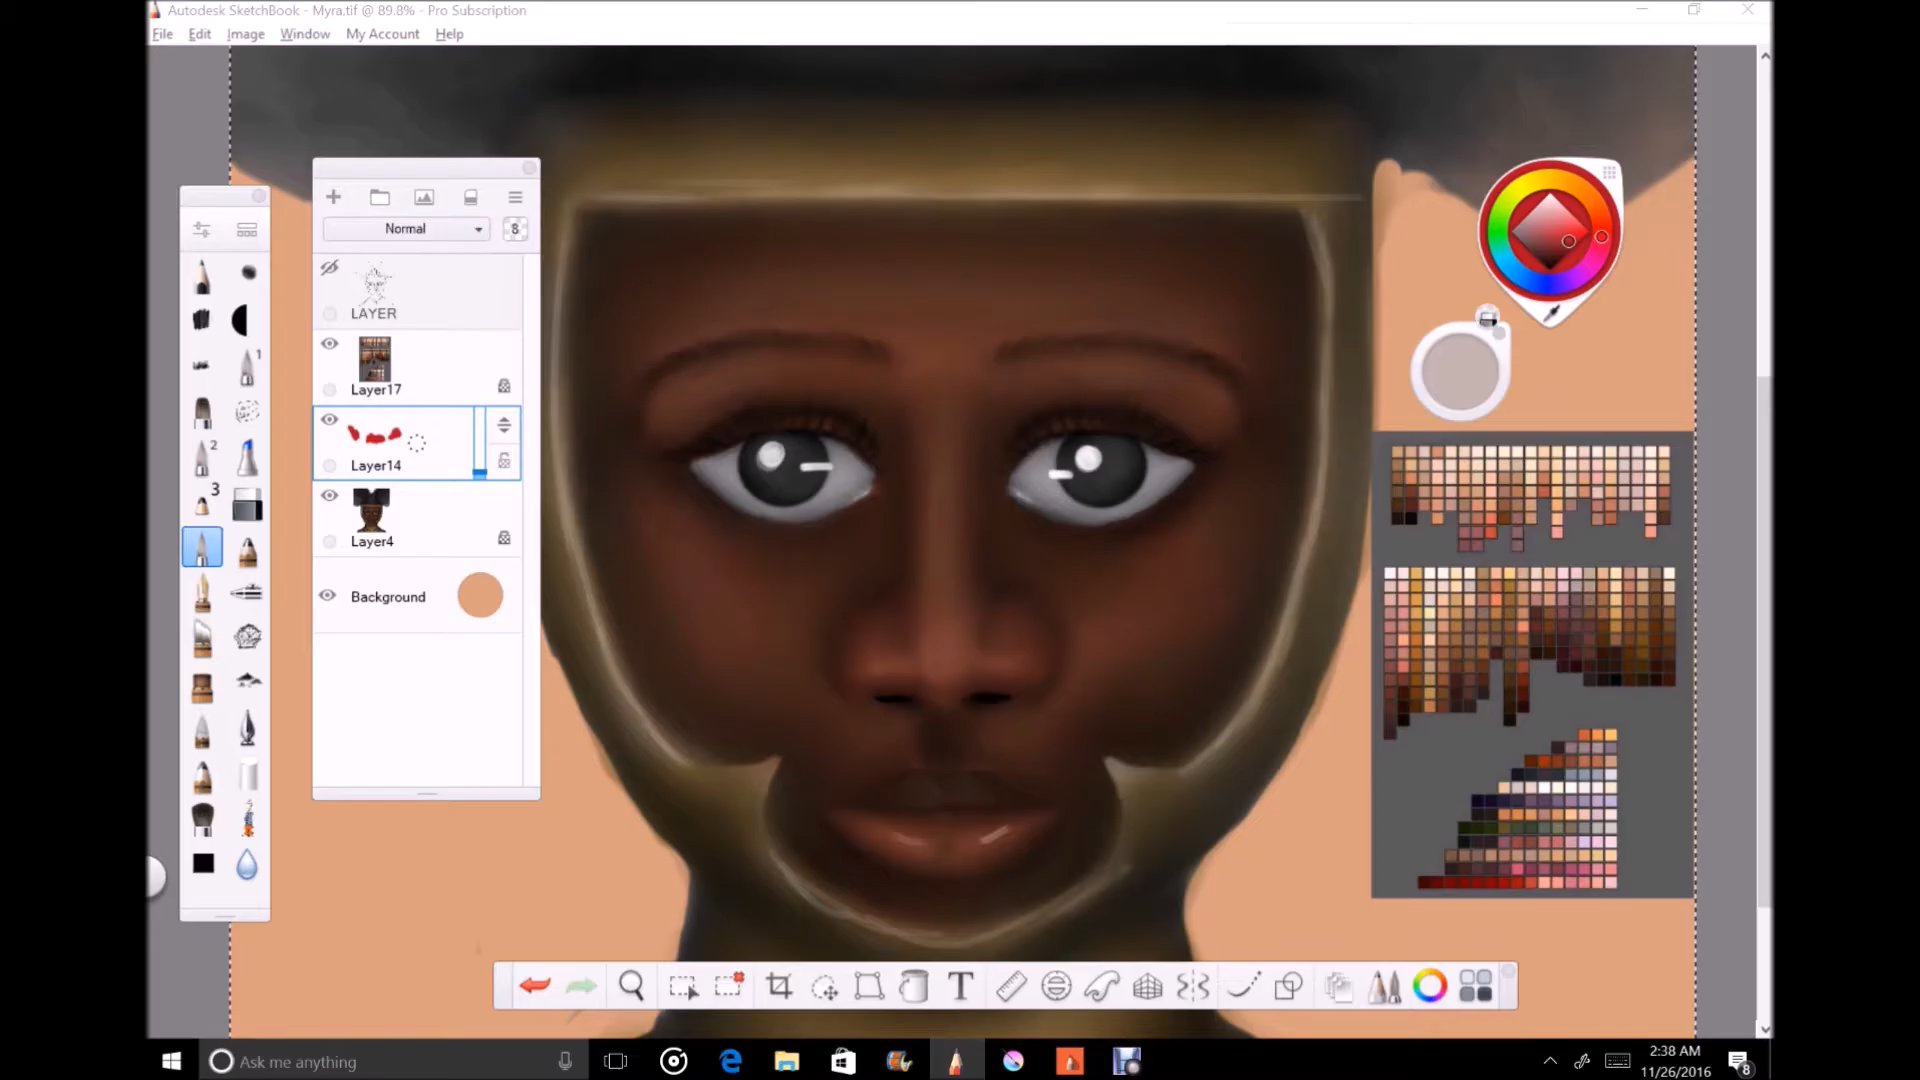 Autodesk SketchBook - Myra.tif @ 89.8% - Pro Subscription
File Edit Image Window My Account Help
Normal
8
LAYER
Layer17
Layer14
Layer4
Background
1
2
3
T
Ask me anything
2:38 AM
11/26/2016
8